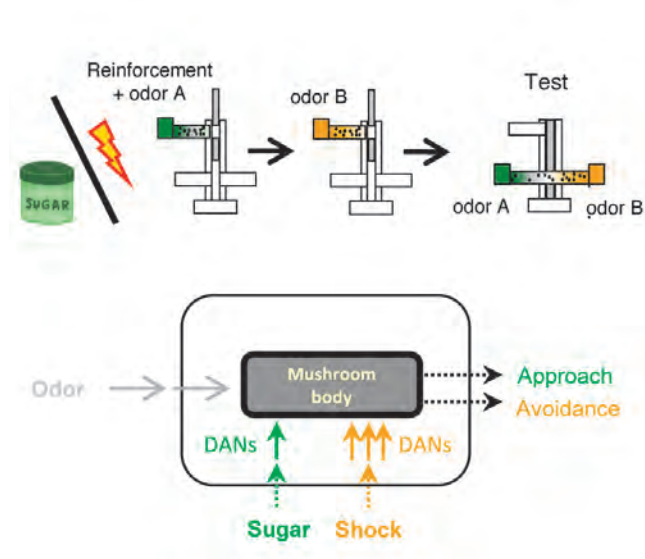 Reinforcement
+ odor A
odor B
Test
SUGAR
odor A
odor B
Odor
Mushroom
body
Approach
Avoidance
DANs
DANs
Sugar
Shock